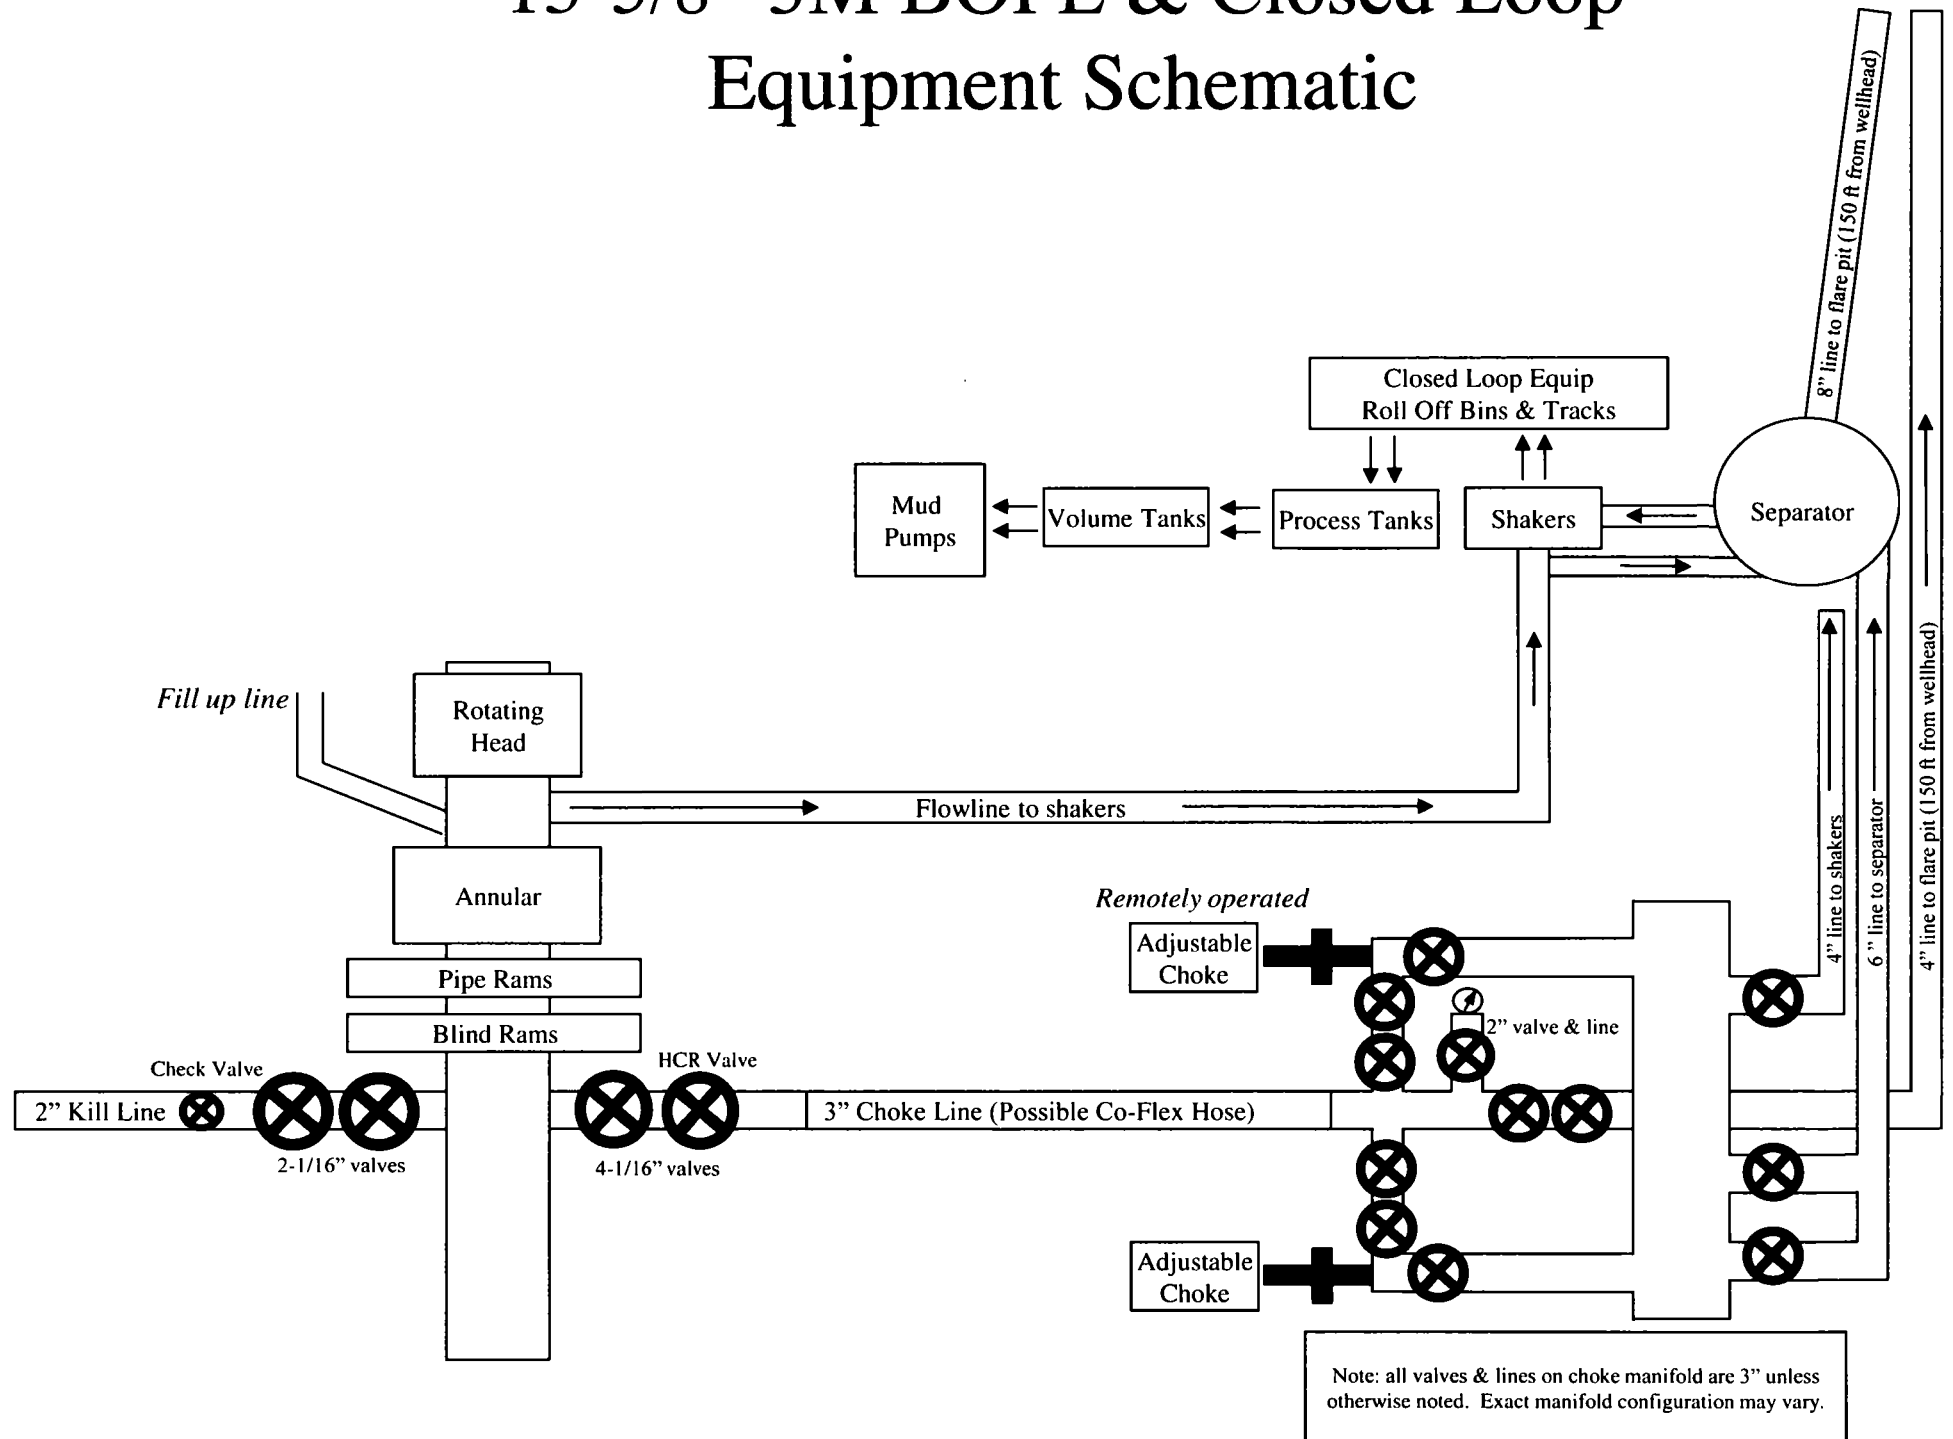 BOPE & Closed Loop
Equipment Schematic
8” line to flare pit (150 ft from wellhead)
Closed Loop Equip
Roll Off Bins & Tracks
Mud
Pumps
Volume Tanks
Process Tanks
Shakers
Separator
Fill up line
Rotating
Head
Flowline to shakers
4” line to shakers
6” line to separator
4” line to flare pit (150 ft from wellhead)
Annular
Remotely operated
Adjustable
Choke
Pipe Rams
Blind Rams
2” valve & line
Check Valve
HCR Valve
2” Kill Line
3” Choke Line (Possible Co-Flex Hose)
2-1/16” valves
4-1/16” valves
Adjustable
Choke
Note: all valves & lines on choke manifold are 3” unless
otherwise noted. Exact manifold configuration may vary.